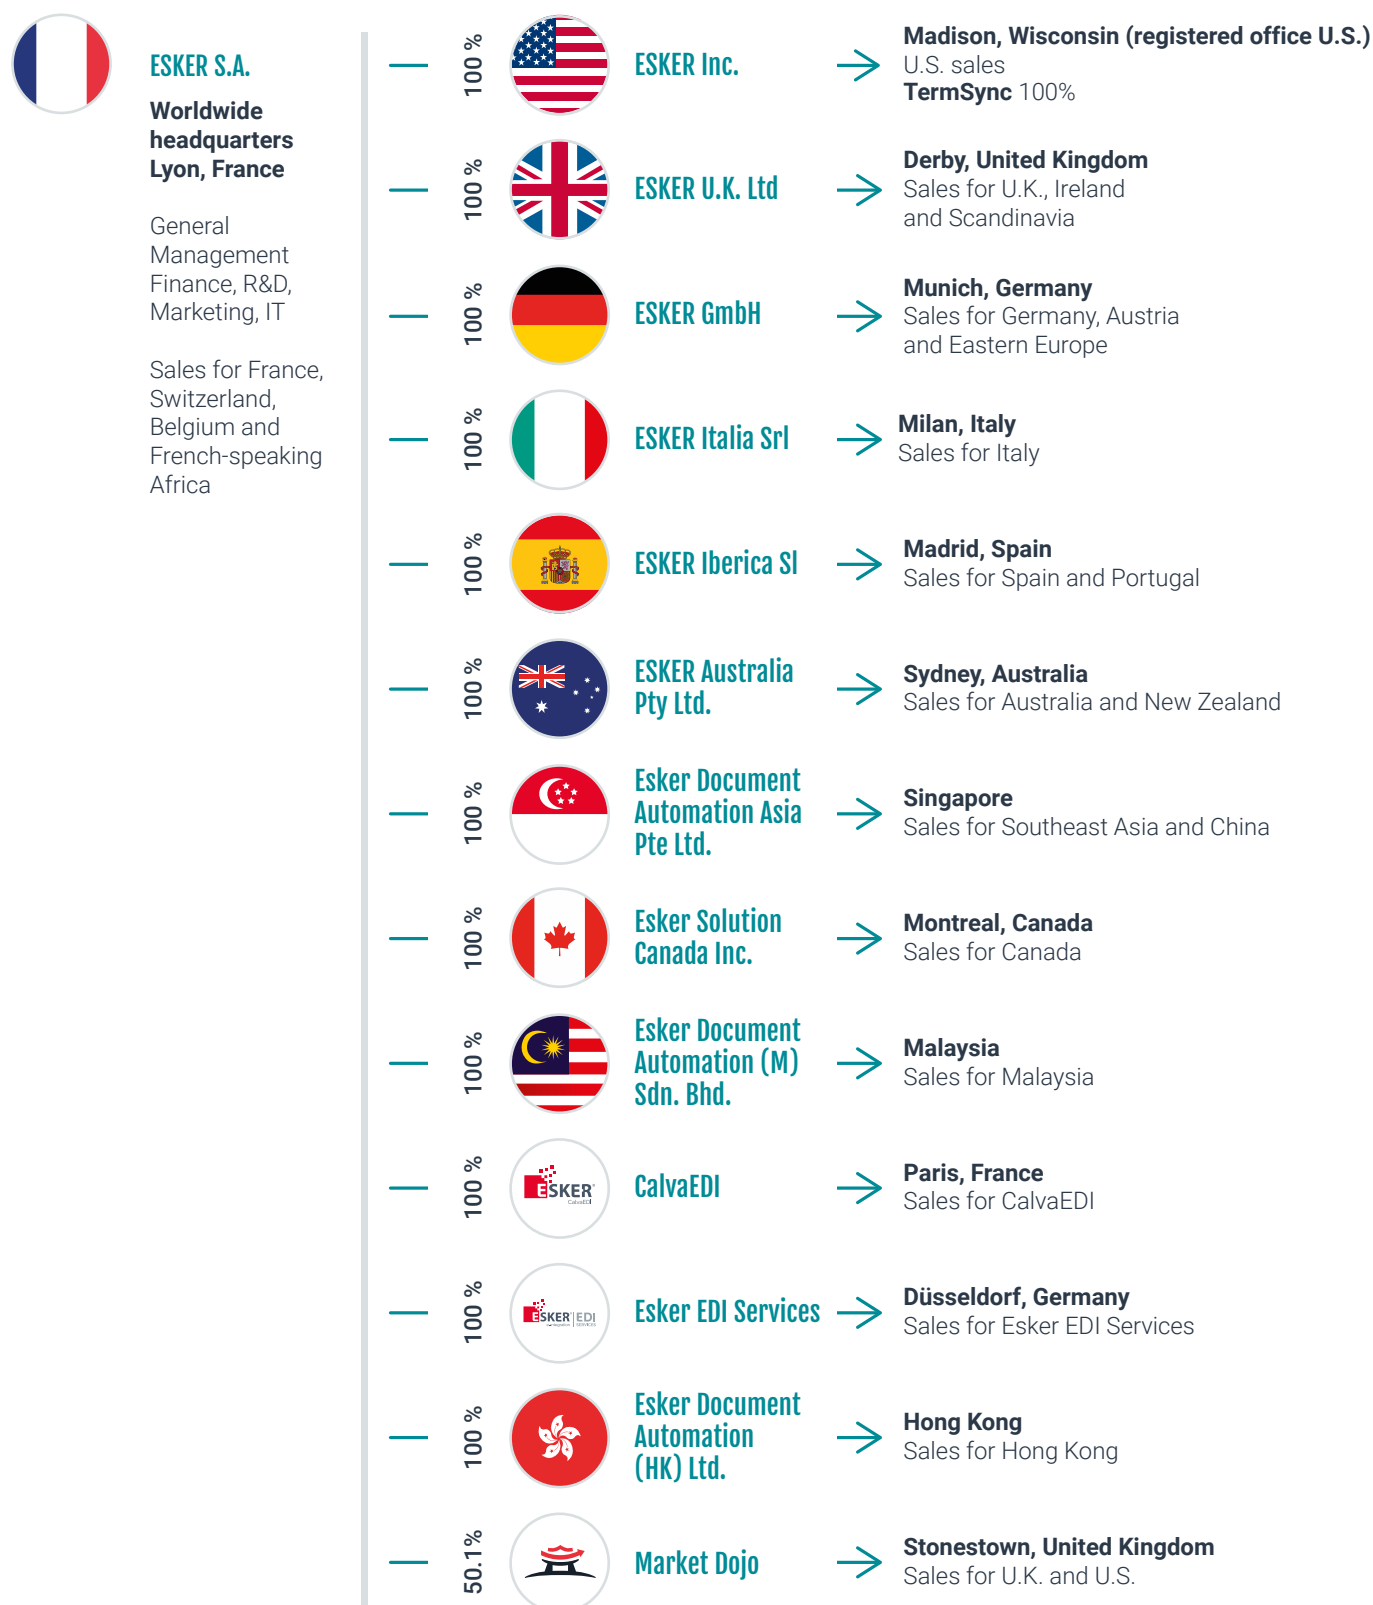 ESKER S.A.
Worldwide
headquarters
Lyon, France
General
Management
Finance, R&D,
Marketing, IT
Sales for France,
Switzerland,
Belgium and
French-speaking
Africa
100 %
ESKER Inc.
Madison, Wisconsin (registered office U.S.)
U.S. sales
TermSync 100%
100 %
ESKER U.K. Ltd
Derby, United Kingdom
Sales for U.K., Ireland
and Scandinavia
100 %
ESKER GmbH
Munich, Germany
Sales for Germany, Austria
and Eastern Europe
100 %
ESKER Italia Srl
Milan, Italy
Sales for Italy
100 %
ESKER Iberica Sl
Madrid, Spain
Sales for Spain and Portugal
100 %
ESKER Australia
Pty Ltd.
Sydney, Australia
Sales for Australia and New Zealand
100 %
Esker Document
Automation Asia
Pte Ltd.
Singapore
Sales for Southeast Asia and China
100 %
Esker Solution
Canada Inc.
Montreal, Canada
Sales for Canada
100 %
Esker Document
Automation (M)
Sdn. Bhd.
Malaysia
Sales for Malaysia
100 %
ESKER
CalvaEDI
CalvaEDI
Paris, France
Sales for CalvaEDI
100 %
ESKER EDI
SERVICES
Esker EDI Services
Düsseldorf, Germany
Sales for Esker EDI Services
100 %
Esker Document
Automation
(HK) Ltd.
Hong Kong
Sales for Hong Kong
50.1%
Market Dojo
Stonestown, United Kingdom
Sales for U.K. and U.S.